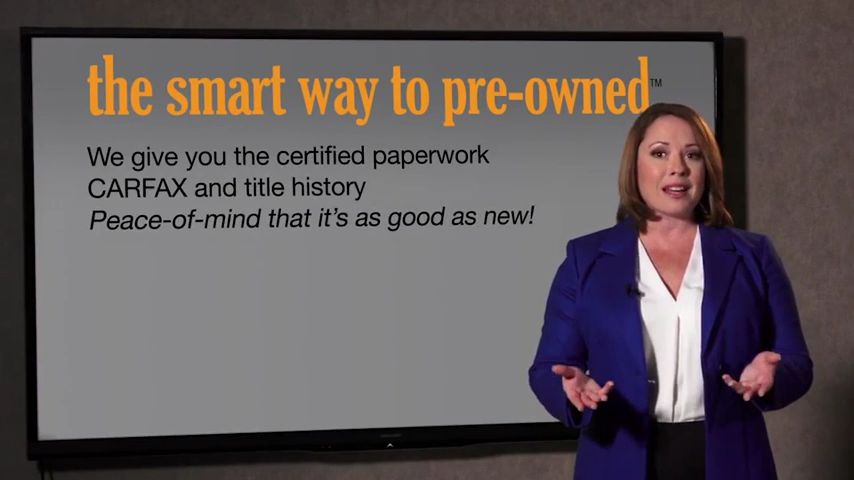 the smart way to pre-owned™
We give you the certified paperwork
CARFAX and title history
Peace-of-mind that it's as good as new!